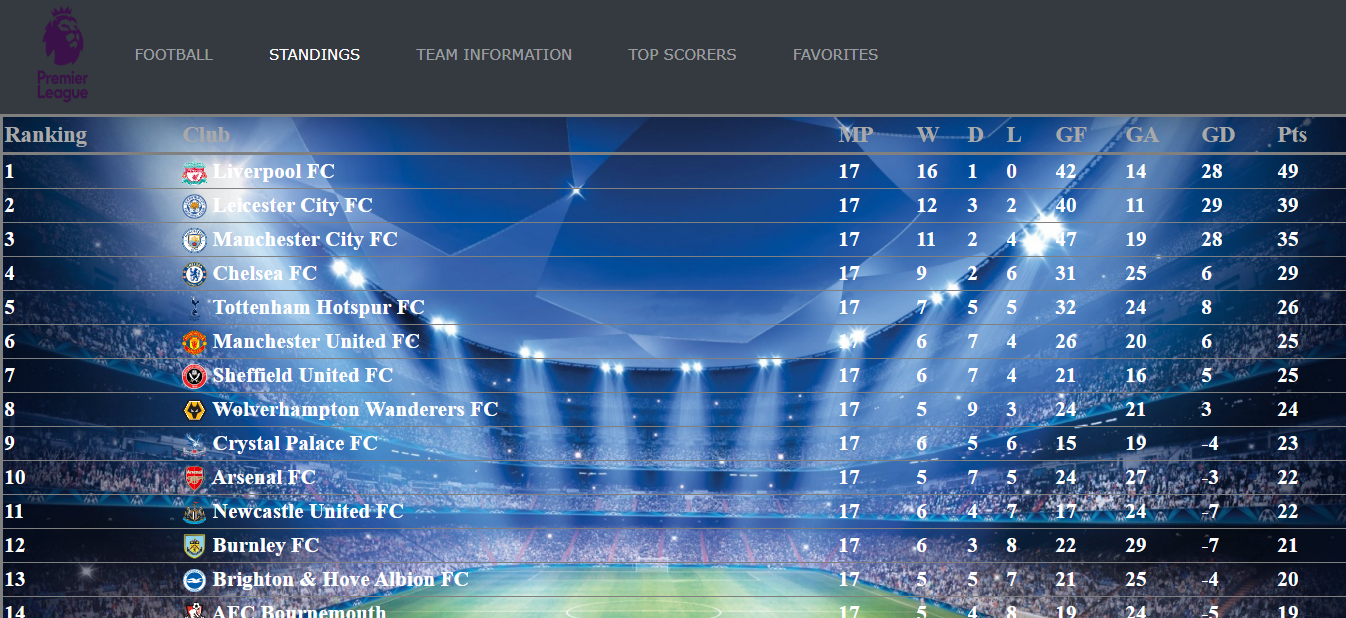 Premier
League
FOOTBALL STANDINGS TEAM INFORMATION TOP SCORERS FAVORITES
Ranking Club MP W D L GF GA GD Pts
1 Liverpool FC 17 16 1 0 42 14 28 49
2 Leicester City FC 17 12 3 2 40 11 29 39
3 Manchester City FC 17 11 2 4 47 19 28 35
4 Chelsea FC 17 9 2 6 31 25 6 29
5 Tottenham Hotspur FC 17 7 5 5 32 24 8 26
6 Manchester United FC 17 6 7 4 26 20 6 25
7 Sheffield United FC 17 6 7 4 21 16 5 25
8 Wolverhampton Wanderers FC 17 5 9 3 24 21 3 24
9 Crystal Palace FC 17 6 5 6 15 19 -4 23
10 Arsenal FC 17 5 7 5 24 27 -3 22
11 Newcastle United FC 17 6 4 7 17 24 -7 22
12 Burnley FC 17 6 3 8 22 29 -7 21
13 Brighton & Hove Albion FC 17 5 5 7 21 25 -4 20
14 AFC Bournemouth 17 5 4 8 19 24 -5 19